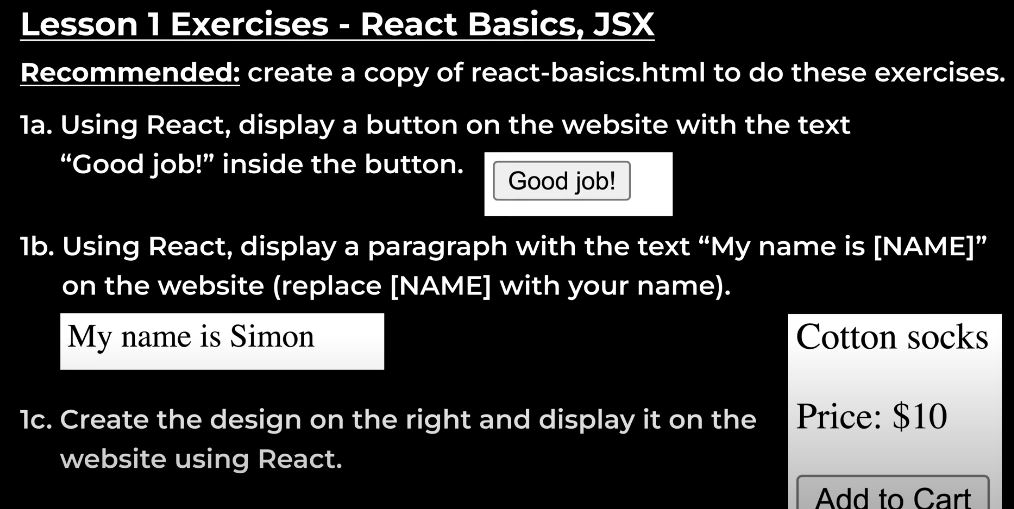 Lesson 1 Exercises - React Basics, JSX
Recommended: create a copy of react-basics.html to do these exercises.
1a. Using React, display a button on the website with the text
“Good job!” inside the button.
Good job!
1b. Using React, display a paragraph with the text “My name is [NAME]”
on the website (replace [NAME] with your name).
My name is Simon
1c. Create the design on the right and display it on the
website using React.
Cotton socks
Price: $10
Add to Cart